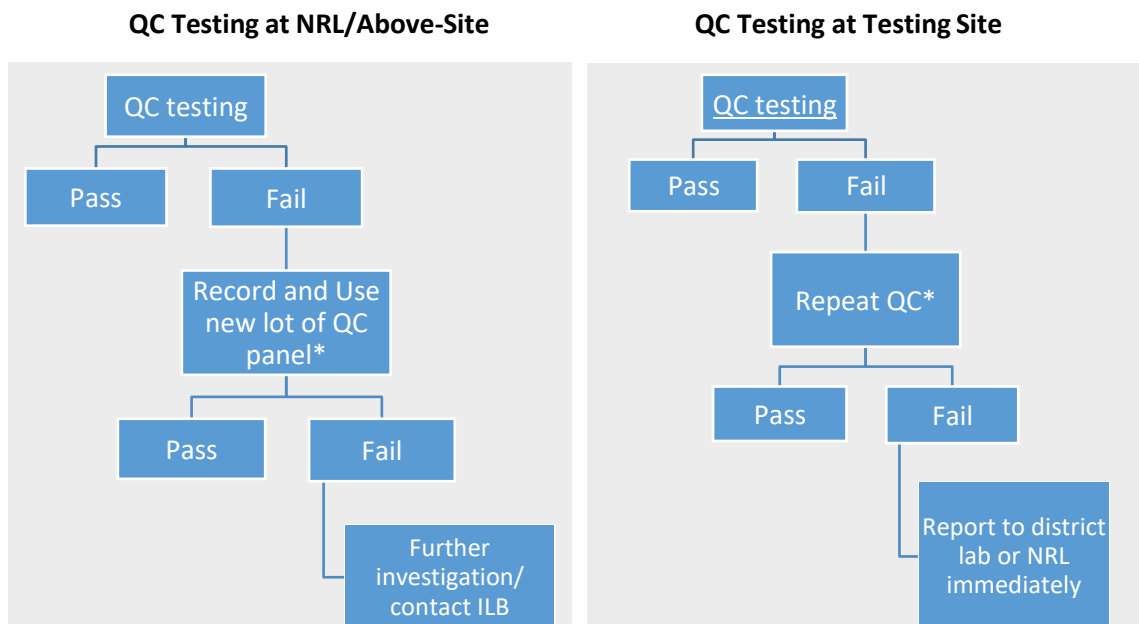 QC Testing at NRL/Above-Site
QC testing
Pass
Fail
Record and Use
new lot of QC
panel*
Pass
Fail
Further
investigation/
contact ILB
QC Testing at Testing Site
QC testing
Pass
Fail
Repeat QC*
Pass
Fail
Report to district
lab or NRL
immediately